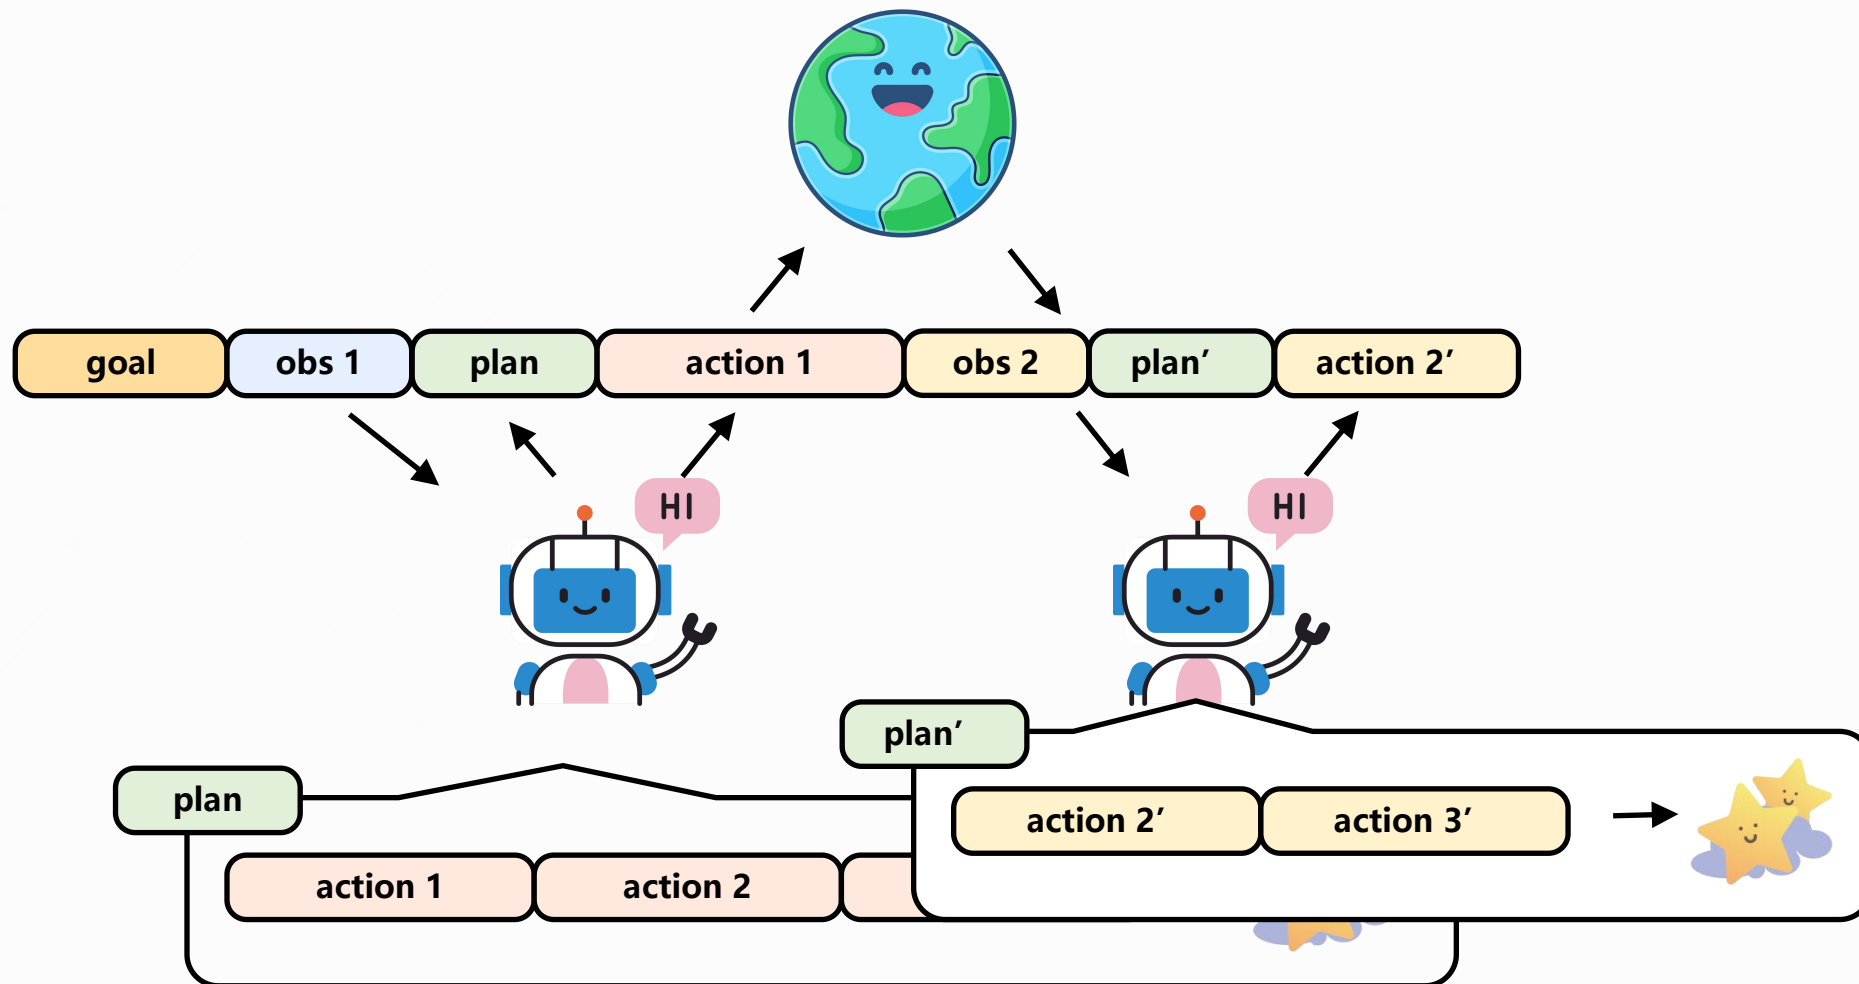 goal obs 1 plan action 1 obs 2 plan’ action 2’
HI HI
plan’
plan
action 2’ action 3’
action 1 action 2